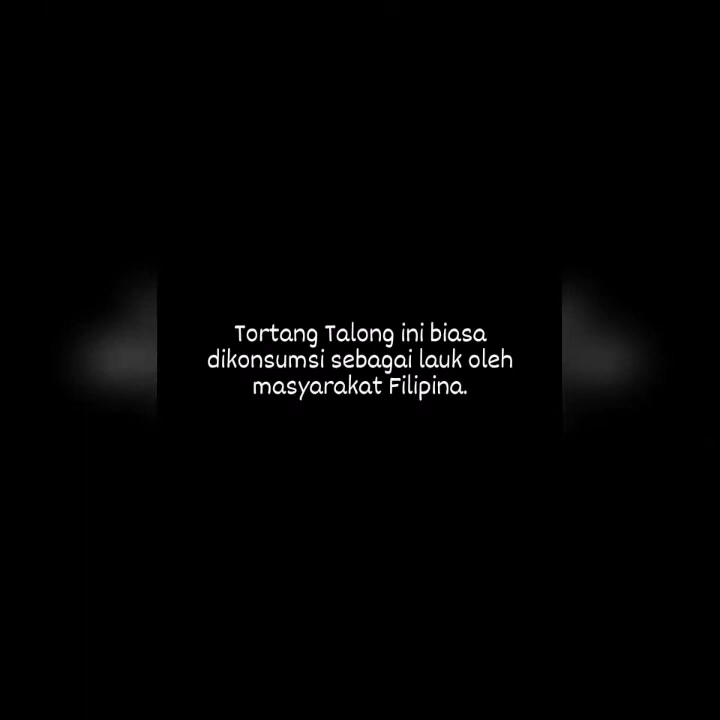 Tortang Talong ini biasa
dikonsumsi sebagai lauk oleh
masyarakat Filipina.